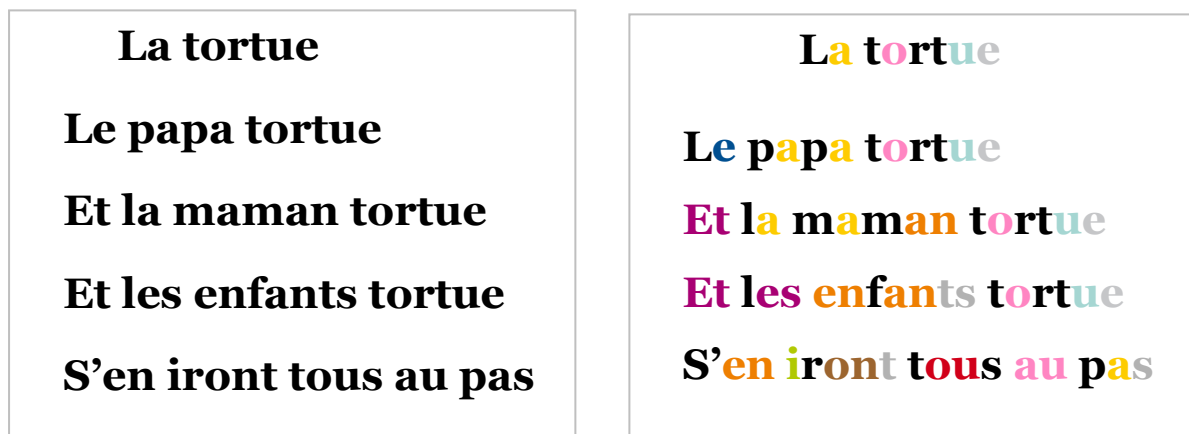 La tortue
Le papa tortue
Et la maman tortue
Et les enfants tortue
S’en iront tous au pas
La tortue
Le papa tortue
Et la maman tortue
Et les enfants tortue
S’en iront tous au pas